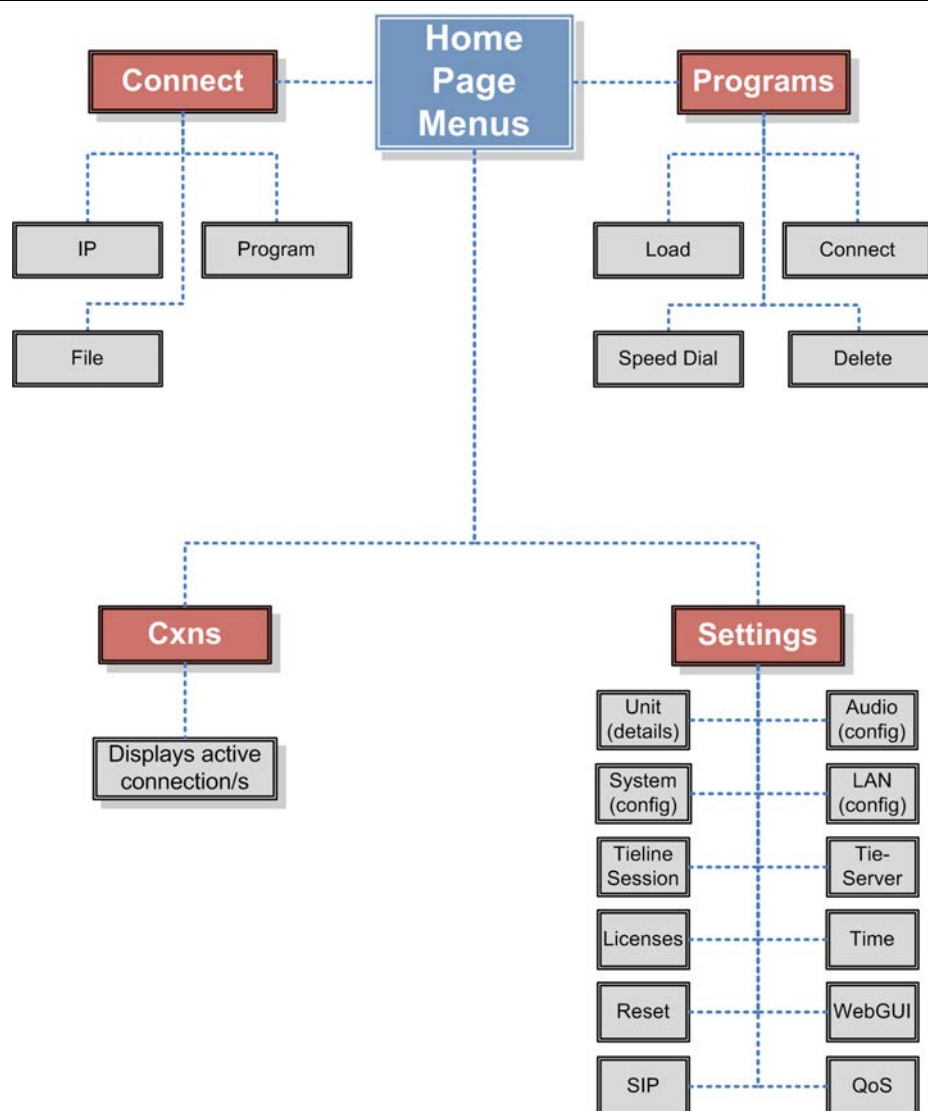 Home
Page
Menus
Connect
Programs
IP
Program
File
Load
Connect
Speed Dial
Delete
Cxns
Settings
Displays active
connection/s
Unit
(details)
Audio
(config)
System
(config)
LAN
(config)
Tieline
Session
Tie-
Server
Licenses
Time
Reset
WebGUI
SIP
QoS